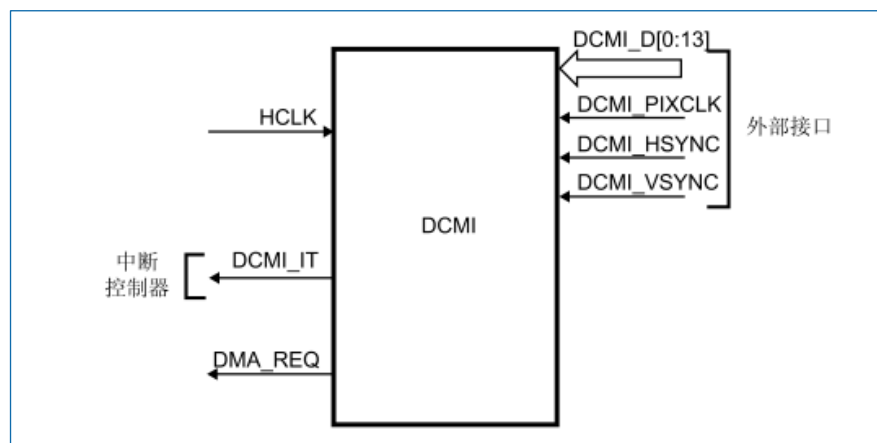 DCMI_D[0:13]
DCMI_PIXCLK
HCLK
外部接口
DCMI_HSYNC
DCMI_VSYNC
DCMI
中断
控制器
DCMI_IT
DMA_REQ